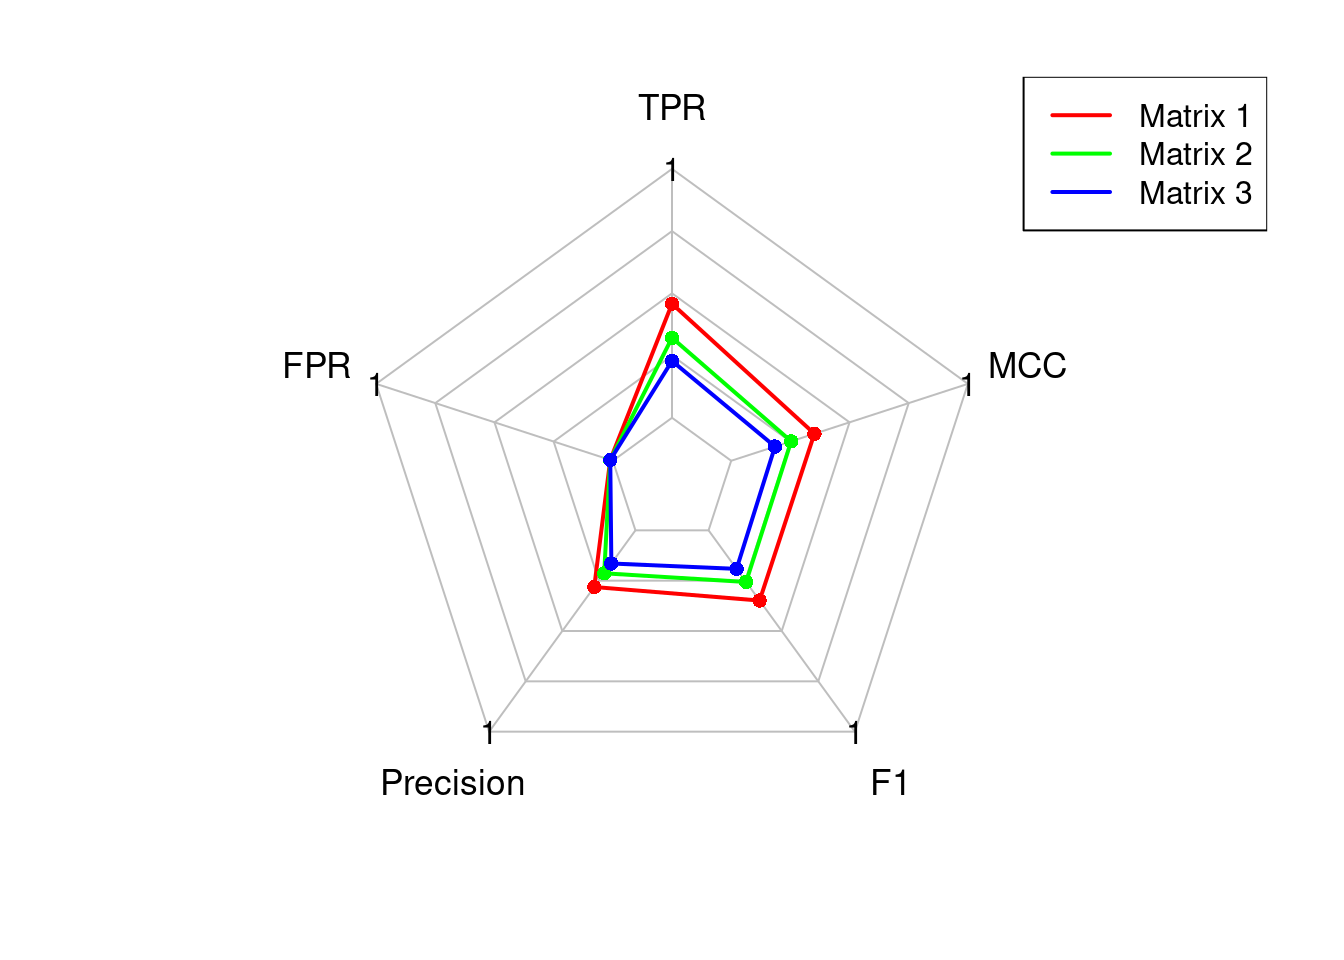 TPR
1
Matrix 1
Matrix 2
Matrix 3
FPR
1
1
MCC
1
1
Precision
F1